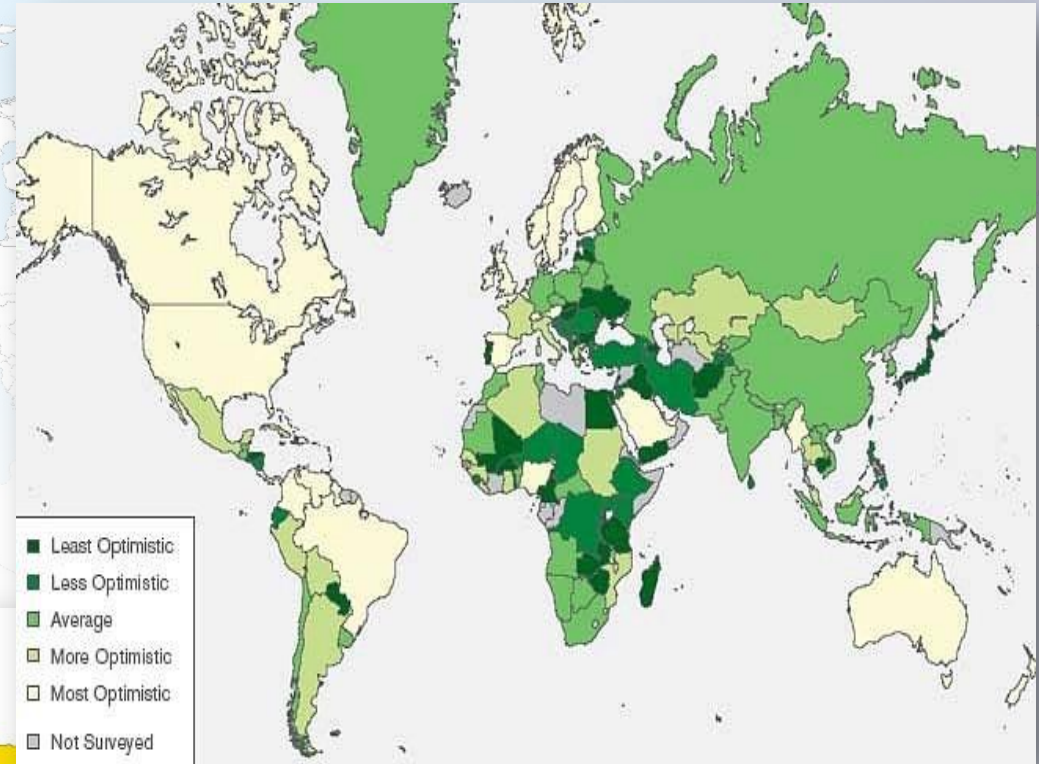 Least Optimistic
Less Optimistic
Average
More Optimistic
Most Optimistic
Not Surveyed